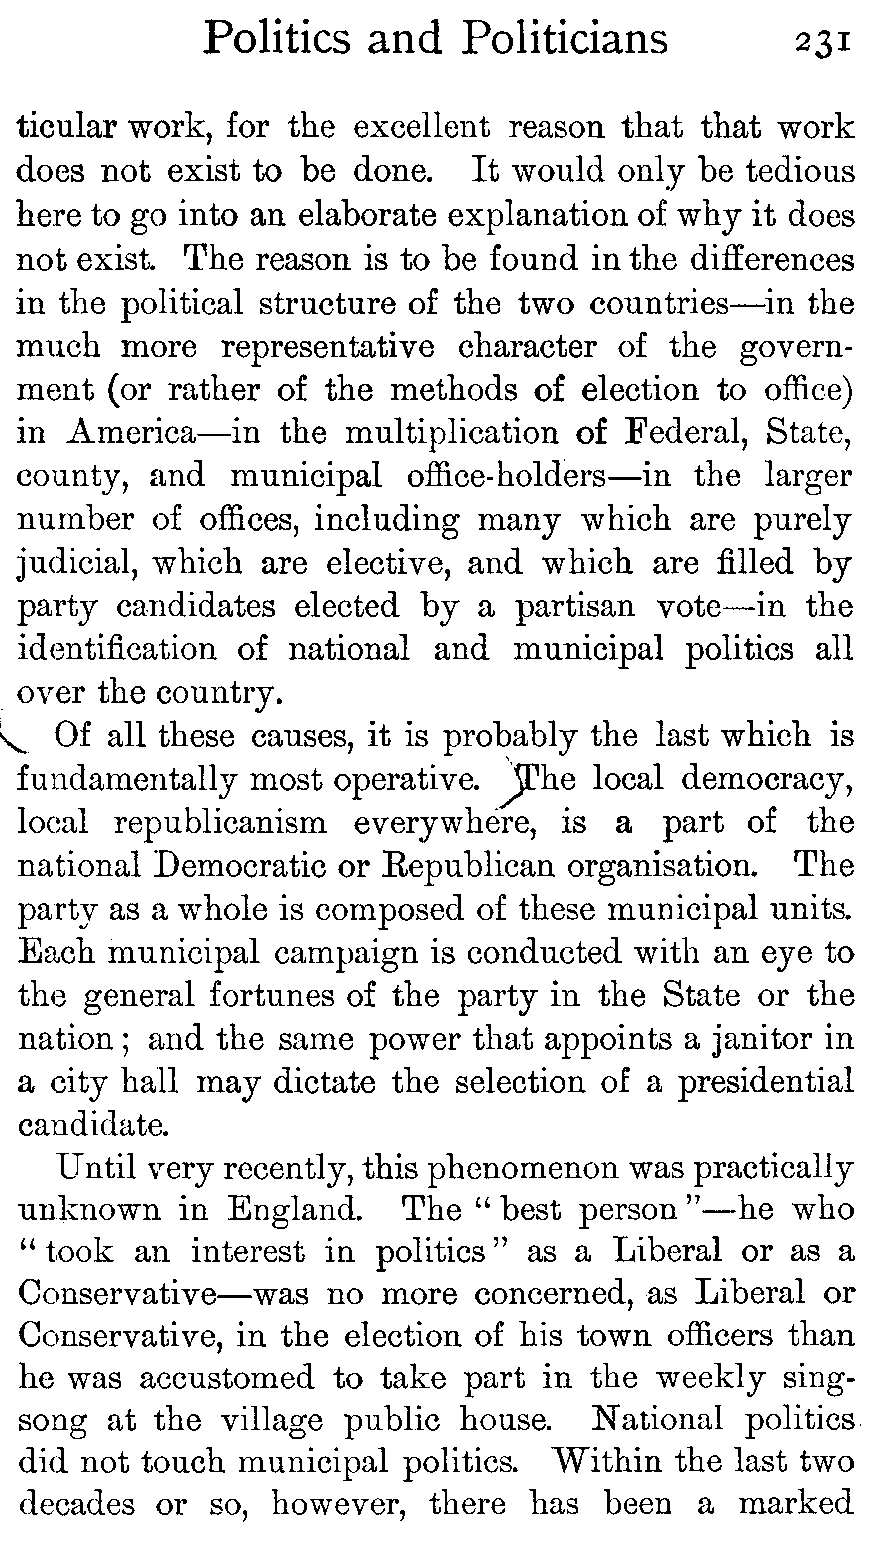 Politics and Politicians 231
ticular work, for the excellent reason that that work
does not exist to be done. It would only be tedious
here to go into an elaborate explanation of why it does
not exist. The reason is to be found in the differences
in the political structure of the two countries—in the
much more representative character of the govern-
ment (or rather of the methods of election to office)
in America—in the multiplication of Federal, State,
county, and municipal office-holders—in the larger
number of offices, including many which are purely
judicial, which are elective, and which are filled by
party candidates elected by a partisan vote—in the
identification of national and municipal politics all
over the country.
Of all these causes, it is probably the last which is
fundamentally most operative. The local democracy,
local republicanism everywhere, is a part of the
national Democratic or Republican organisation. The
party as a whole is composed of these municipal units.
Each municipal campaign is conducted with an eye to
the general fortunes of the party in the State or the
nation; and the same power that appoints a janitor in
a city hall may dictate the selection of a presidential
candidate.
Until very recently, this phenomenon was practically
unknown in England. The "best person"—he who
"took an interest in politics" as a Liberal or as a
Conservative—was no more concerned, as Liberal or
Conservative, in the election of his town officers than
he was accustomed to take part in the weekly sing-
song at the village public house. National politics
did not touch municipal politics. Within the last two
decades or so, however, there has been a marked